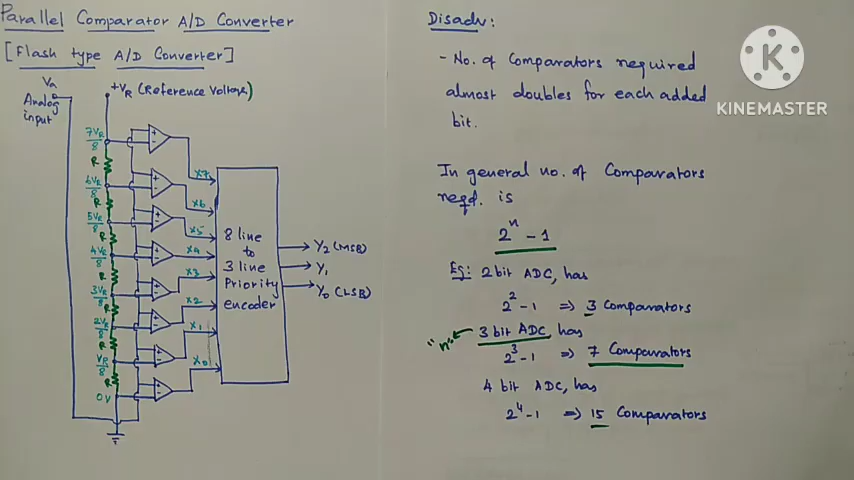 Parallel Comparator A/D Converter
[Flash type A/D Converter]
Va
Analog
input
+VR (Reference Voltage)
7VR/8
R
6VR/8
R
5VR/8
R
4VR/8
R
3VR/8
R
2VR/8
R
VR/8
R
0V
X7
X6
X5
X4
X3
X2
X1
X0
8 line
to
3 line
Priority
encoder
Y2 (MSB)
Y1
Y0 (LSB)
Disadv:
- No. of Comparators required
almost doubles for each added
bit.
In general no. of Comparators
reqd. is
2^n - 1
Eg: 2 bit ADC, has
2^2 - 1 => 3 Comparators
"n" ← 3 bit ADC, has
2^3 - 1 => 7 Comparators
4 bit ADC, has
2^4 - 1 => 15 Comparators
K
KINEMASTER